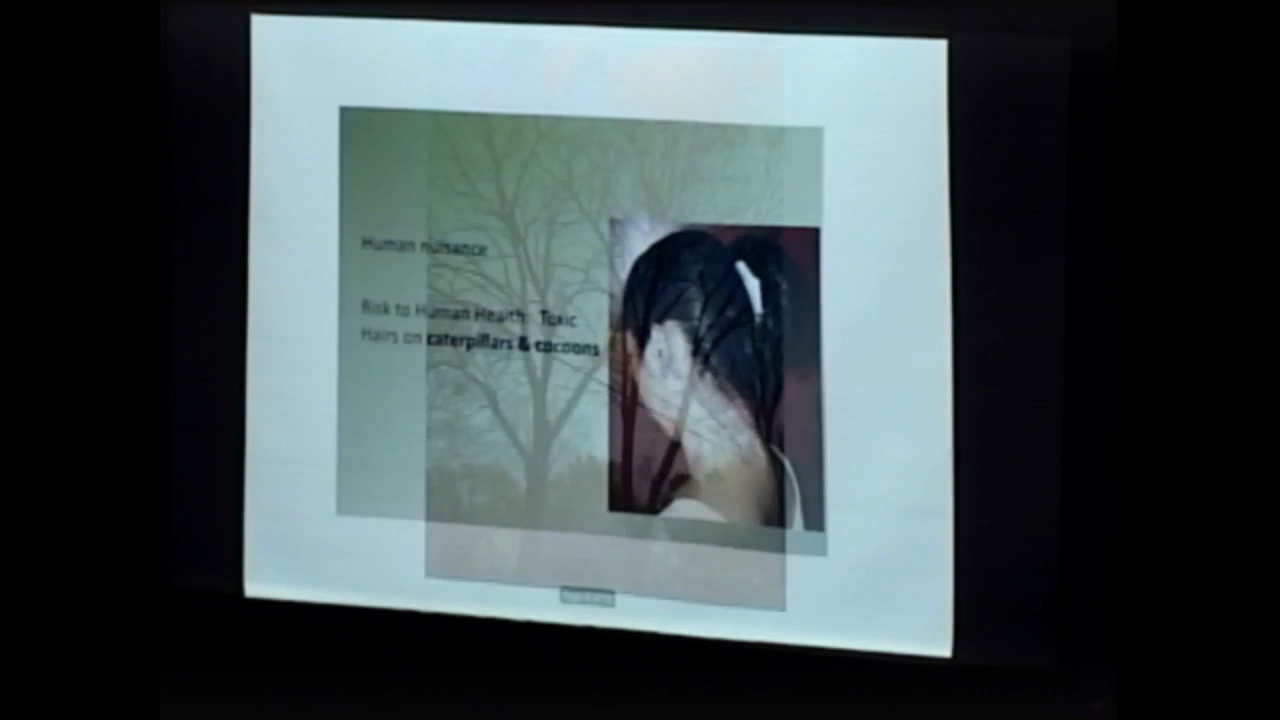 Human nuisance
Risk to Human Health: Toxic
Hairs on caterpillars & cocoons